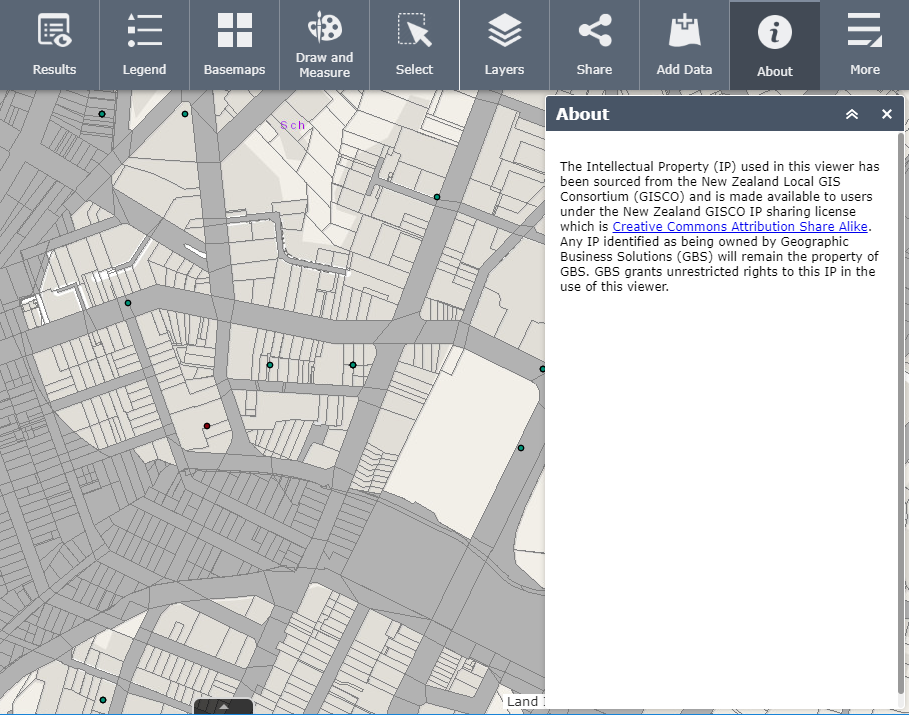 Results
Legend
Basemaps
Draw and
Measure
Select
Layers
Share
Add Data
About
More
Sch
About
The Intellectual Property (IP) used in this viewer has
been sourced from the New Zealand Local GIS
Consortium (GISCO) and is made available to users
under the New Zealand GISCO IP sharing license
which is Creative Commons Attribution Share Alike.
Any IP identified as being owned by Geographic
Business Solutions (GBS) will remain the property of
GBS. GBS grants unrestricted rights to this IP in the
use of this viewer.
Land